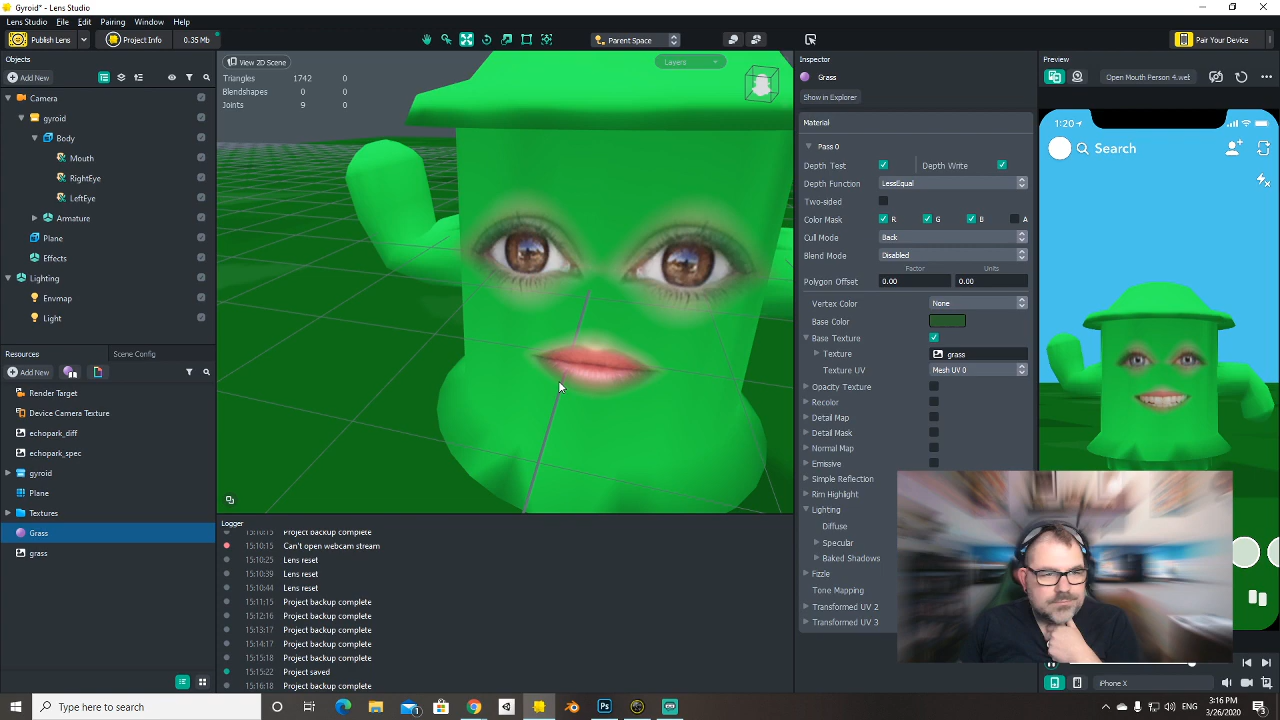 Gyroid* - Lens Studio
Lens Studio File Edit Tools Project Panels Window Help
Publish Lens Project Info 0.35 Mb Parent Space Pair Your Device
Objects
Add New
Camera
gyroid
Body
Mouth
RightEye
LeftEye
Armature
Plane
Effects
Lighting
Envmap
Light
Resources Scene Config
Add New
Render Target
Device Camera Texture
echopark_diff
echopark_spec
gyroid
Plane
Textures
Grass
grass
View 2D Scene
Layers
Triangles 1742 0
Blendshapes 0 0
Joints 9 0
Logger
15:10:15 Project backup complete
15:10:15 Can't open webcam stream
15:10:25 Lens reset
15:10:39 Lens reset
15:10:44 Lens reset
15:11:15 Project backup complete
15:12:16 Project backup complete
15:13:17 Project backup complete
15:14:17 Project backup complete
15:15:18 Project backup complete
15:15:22 Project saved
15:16:18 Project backup complete
Inspector
Grass
Show in Explorer
Material
Pass 0
Depth Test Depth Write
Depth Function LessEqual
Two-sided
Color Mask R G B A
Cull Mode Back
Blend Mode Disabled
Factor Units
Polygon Offset 0.00 0.00
Vertex Color None
Base Color
Base Texture
Texture grass
Texture UV Mesh UV 0
Opacity Texture
Recolor
Detail Map
Detail Mask
Normal Map
Emissive
Simple Reflection
Rim Highlight
Lighting
Diffuse
Specular
Baked Shadows
Fizzle
Tone Mapping
Transformed UV 2
Transformed UV 3
Preview
Open Mouth Person 4.web
1:20
Search
iPhone X
Type here to search
1
Ps
ENG
3:16 PM
3/26/2020